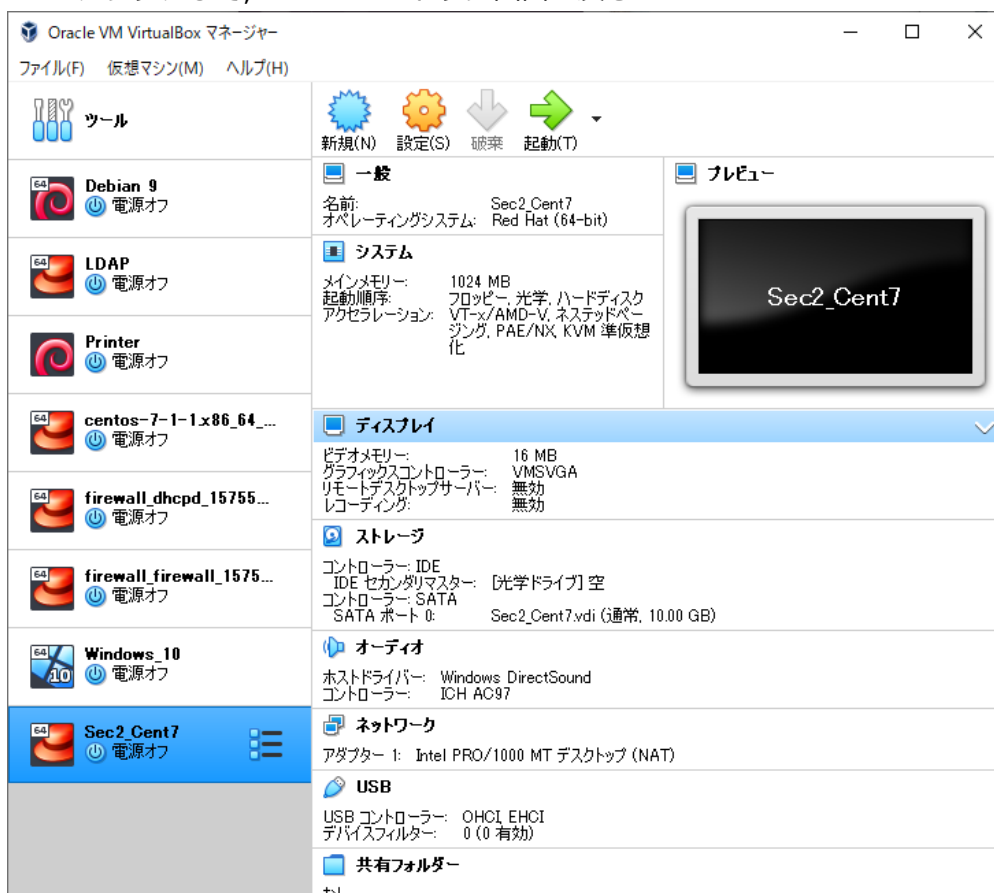 Oracle VM VirtualBox マネージャー
ファイル(F) 仮想マシン(M) ヘルプ(H)
ツール
新規(N) 設定(S) 破棄 起動(T)
64 Debian 9
電源オフ
64 LDAP
電源オフ
Printer
電源オフ
64 centos-7-1-1.x86_64_...
電源オフ
64 firewall_dhcpd_15755...
電源オフ
64 firewall_firewall_1575...
電源オフ
64 10 Windows_10
電源オフ
64 Sec2_Cent7
電源オフ
一般
名前: Sec2_Cent7
オペレーティングシステム: Red Hat (64-bit)
プレビュー
Sec2_Cent7
システム
メインメモリー: 1024 MB
起動順序: フロッピー, 光学, ハードディスク
アクセラレーション: VT-x/AMD-V, ネステッドペー
ジング, PAE/NX, KVM 準仮想
化
ディスプレイ
ビデオメモリー: 16 MB
グラフィックスコントローラー: VMSVGA
リモートデスクトップサーバー: 無効
レコーディング: 無効
ストレージ
コントローラー: IDE
IDE セカンダリマスター: [光学ドライブ] 空
コントローラー: SATA
SATA ポート 0: Sec2_Cent7.vdi (通常, 10.00 GB)
オーディオ
ホストドライバー: Windows DirectSound
コントローラー: ICH AC97
ネットワーク
アダプター 1: Intel PRO/1000 MT デスクトップ (NAT)
USB
USB コントローラー: OHCI, EHCI
デバイスフィルター: 0 (0 有効)
共有フォルダー